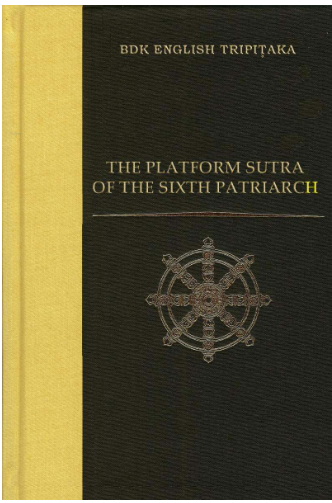 BDK ENGLISH TRIPIṬAKA
THE PLATFORM SUTRA
OF THE SIXTH PATRIARCH